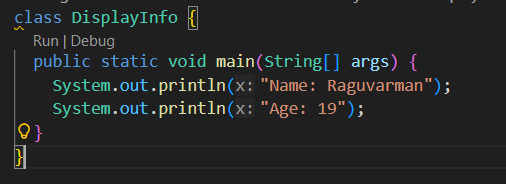 class DisplayInfo {
Run | Debug
public static void main(String[] args) {
System.out.println(x: "Name: Raguvarman");
System.out.println(x: "Age: 19");
}
}